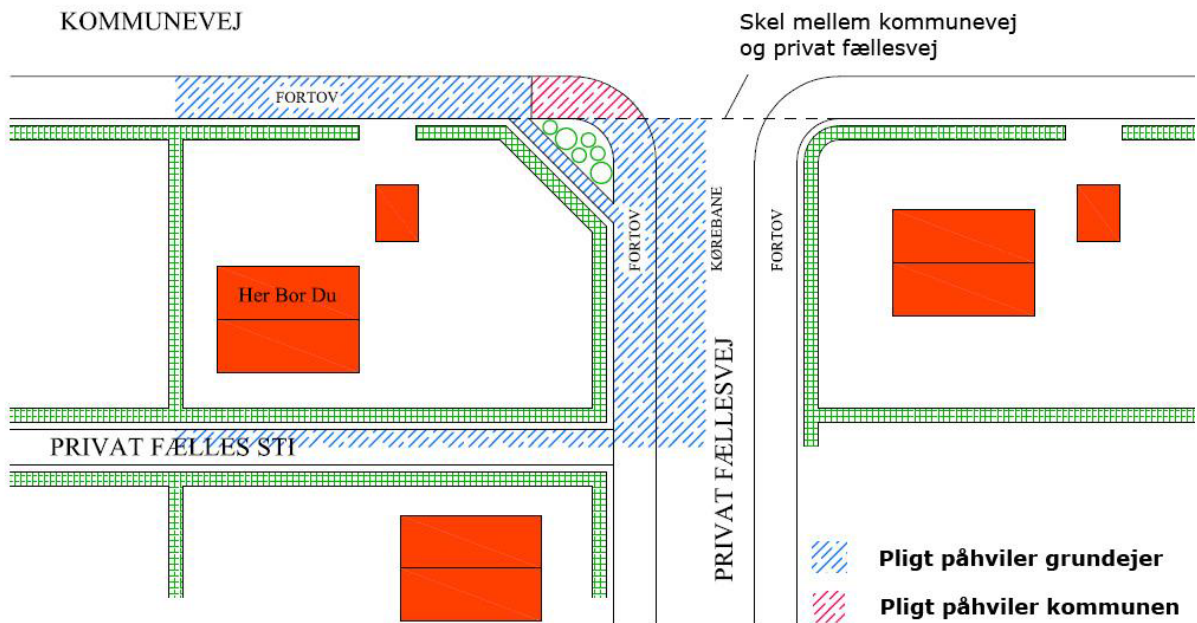 KOMMUNEVEJ
Skel mellem kommunevej
og privat fællesvej
FORTOV
FORTOV
KØREBANE
FORTOV
Her Bor Du
PRIVAT FÆLLESVEJ
PRIVAT FÆLLES STI
Pligt påhviler grundejer
Pligt påhviler kommunen